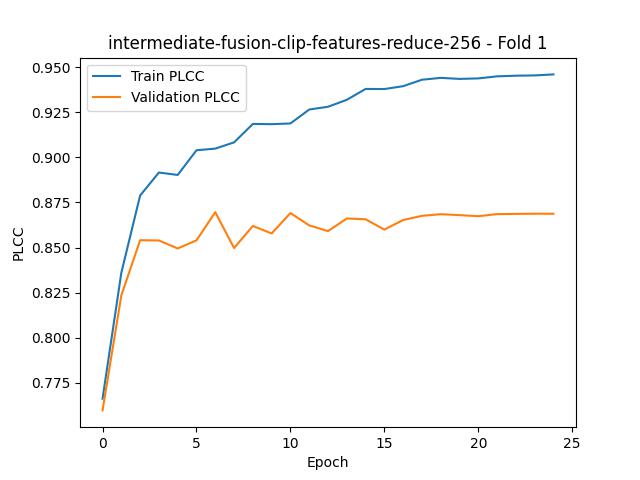 intermediate-fusion-clip-features-reduce-256 - Fold 1
Train PLCC
Validation PLCC
PLCC
0.950
0.925
0.900
0.875
0.850
0.825
0.800
0.775
0
5
10
15
20
25
Epoch